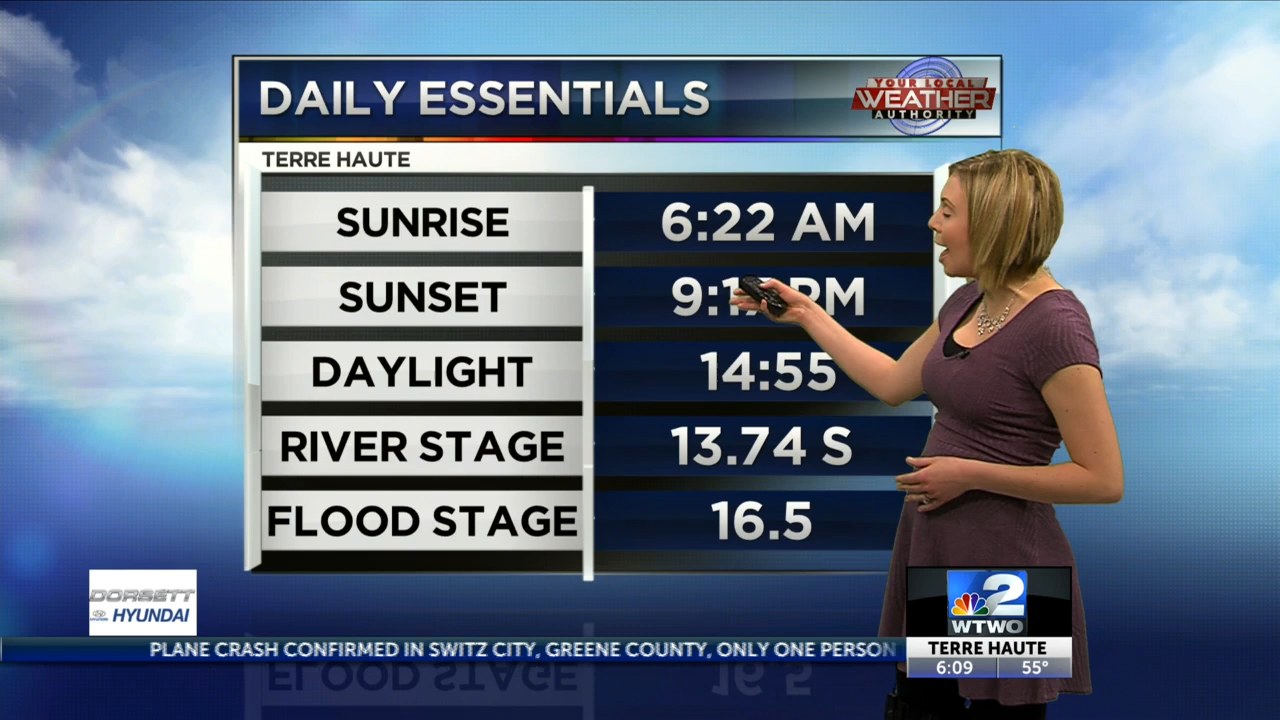 DAILY ESSENTIALS
YOUR LOCAL
WEATHER
AUTHORITY
TERRE HAUTE
SUNRISE 6:22 AM
SUNSET PM
DAYLIGHT 14:55
RIVER STAGE 13.74 S
FLOOD STAGE 16.5
DORSETT
HYUNDAI
2
WTWO
PLANE CRASH CONFIRMED IN SWITZ CITY, GREENE COUNTY, ONLY ONE PERSON
TERRE HAUTE
6:09 55°